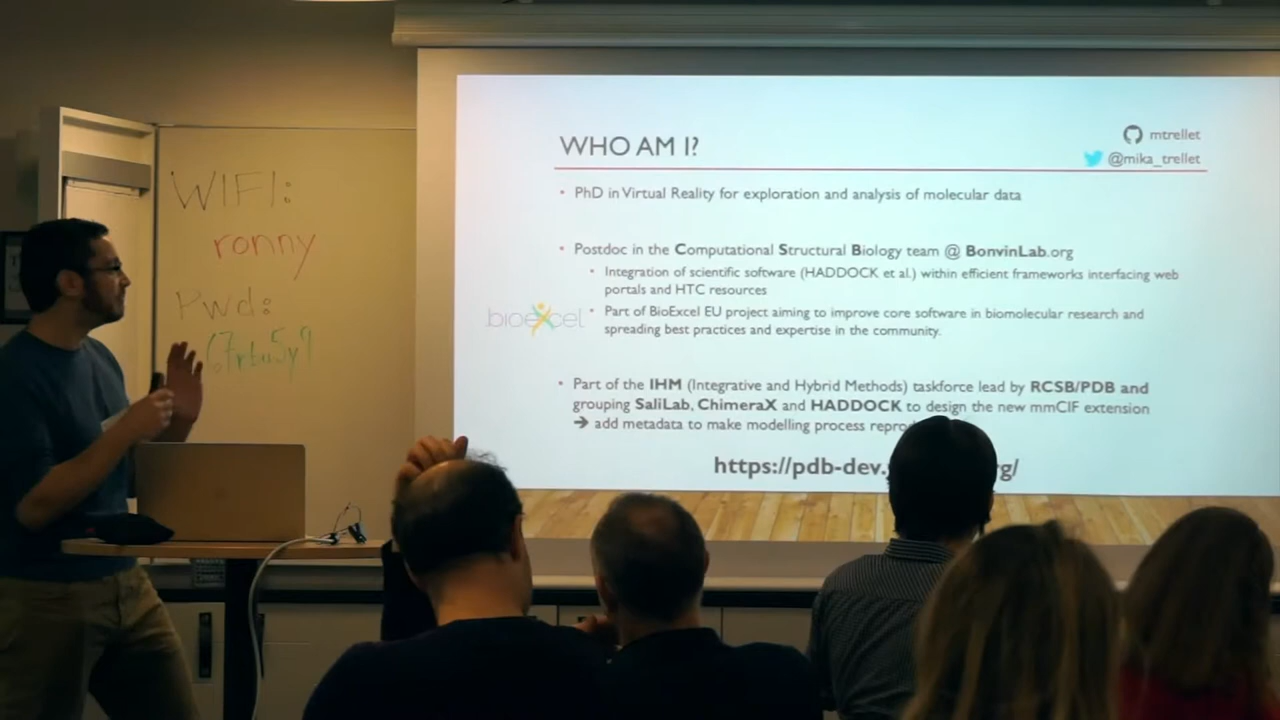 WIFI:
ronny
Pwd:
WHO AM I?
mtrellet
@mika_trellet
• PhD in Virtual Reality for exploration and analysis of molecular data
• Postdoc in the Computational Structural Biology team @ BonvinLab.org
• Integration of scientific software (HADDOCK et al.) within efficient frameworks interfacing web
portals and HTC resources
bioexcel
• Part of BioExcel EU project aiming to improve core software in biomolecular research and
spreading best practices and expertise in the community.
• Part of the IHM (Integrative and Hybrid Methods) taskforce lead by RCSB/PDB and
grouping SaliLab, ChimeraX and HADDOCK to design the new mmCIF extension
➔ add metadata to make modelling process
https://pdb-dev.